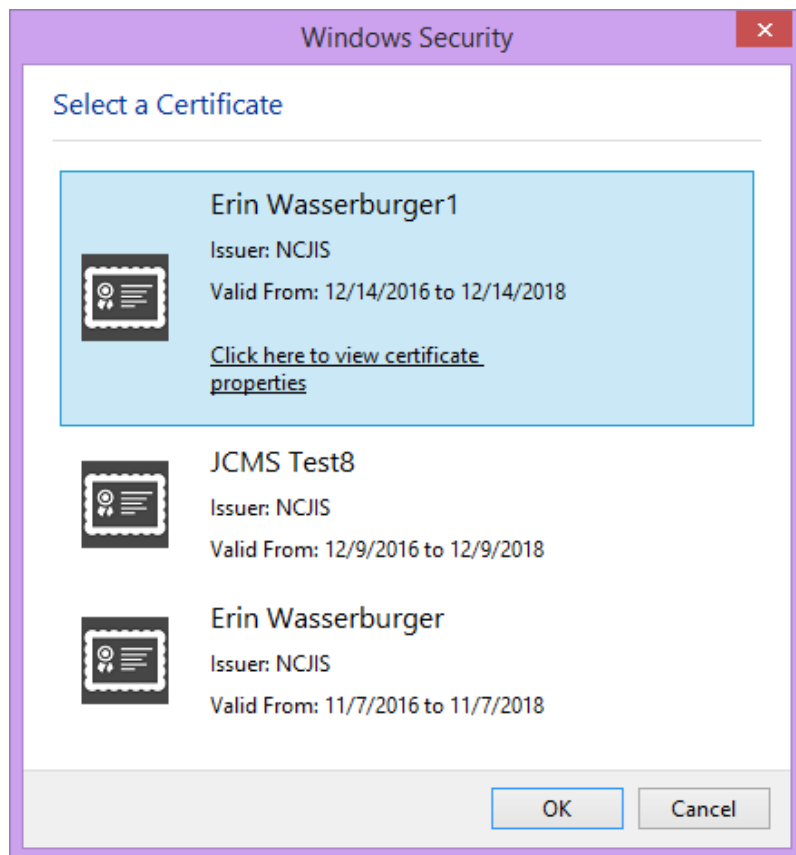 Windows Security
Select a Certificate
Erin Wasserburger1
Issuer: NCJIS
Valid From: 12/14/2016 to 12/14/2018
Click here to view certificate
properties
JCMS Test8
Issuer: NCJIS
Valid From: 12/9/2016 to 12/9/2018
Erin Wasserburger
Issuer: NCJIS
Valid From: 11/7/2016 to 11/7/2018
OK Cancel